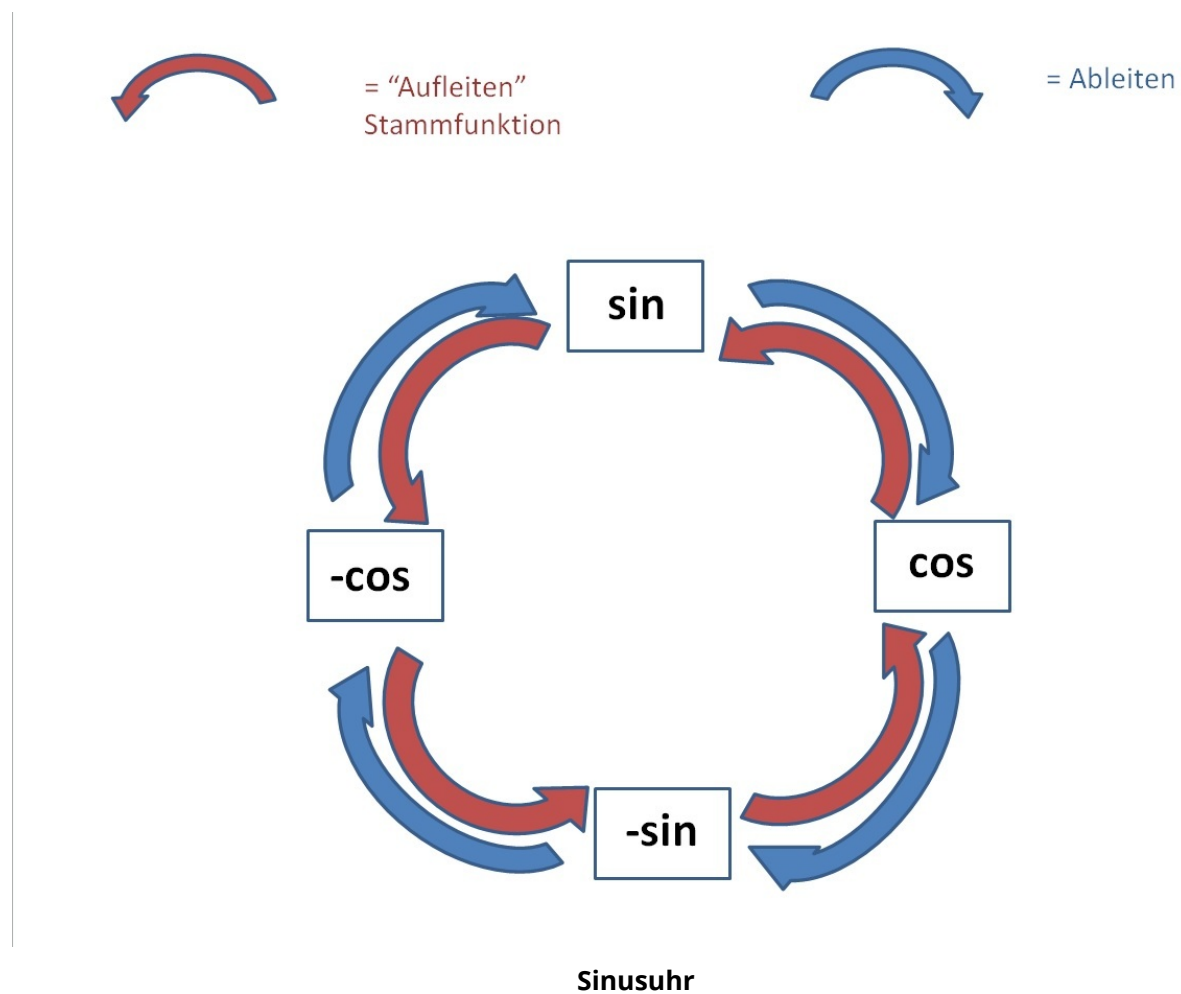 = “Aufleiten”
Stammfunktion
= Ableiten
sin
-cos
cos
-sin
Sinusuhr